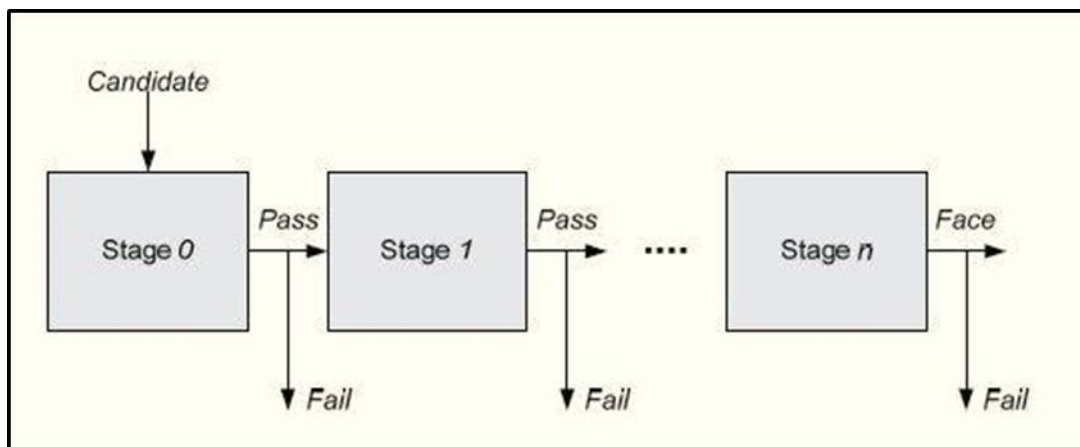 Candidate
Pass
Pass
Face
Stage 0
Stage 1
....
Stage n
Fail
Fail
Fail